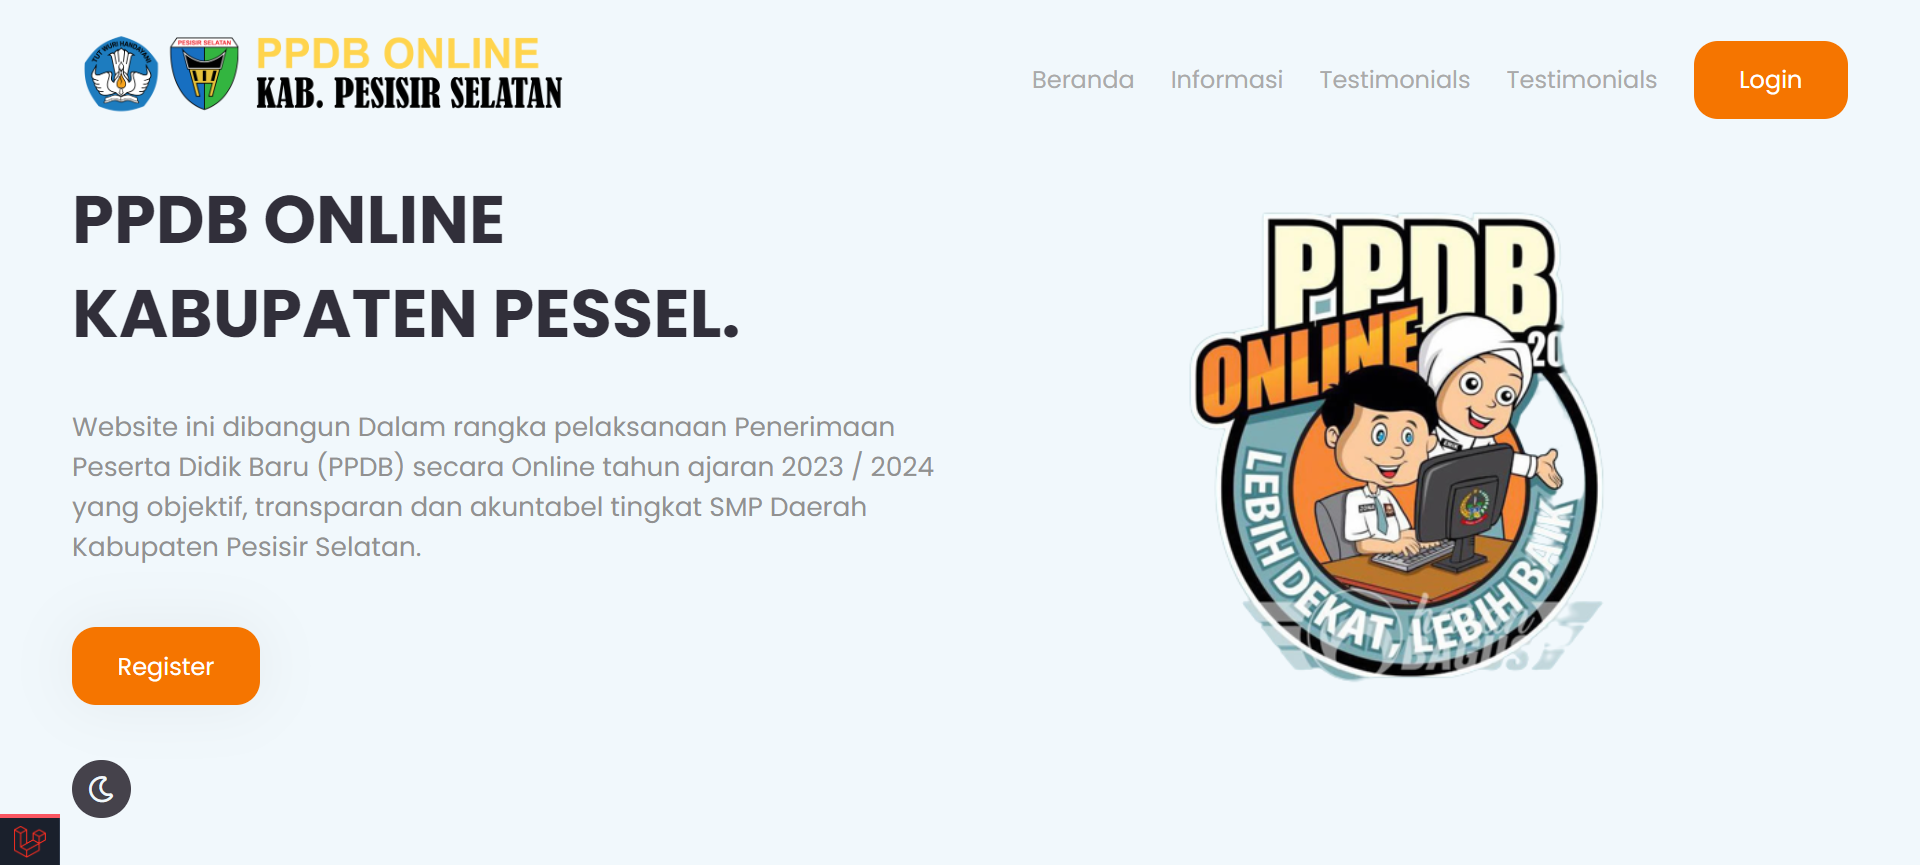 TUT WURI HANDAYANI
PESISIR SELATAN
PPDB ONLINE
KAB. PESISIR SELATAN
Beranda
Informasi
Testimonials
Testimonials
Login
PPDB ONLINE
KABUPATEN PESSEL.
Website ini dibangun Dalam rangka pelaksanaan Penerimaan
Peserta Didik Baru (PPDB) secara Online tahun ajaran 2023 / 2024
yang objektif, transparan dan akuntabel tingkat SMP Daerah
Kabupaten Pesisir Selatan.
Register
PPDB
ONLINE
20
LEBIH DEKAT, LEBIH BAIK
BAGUS